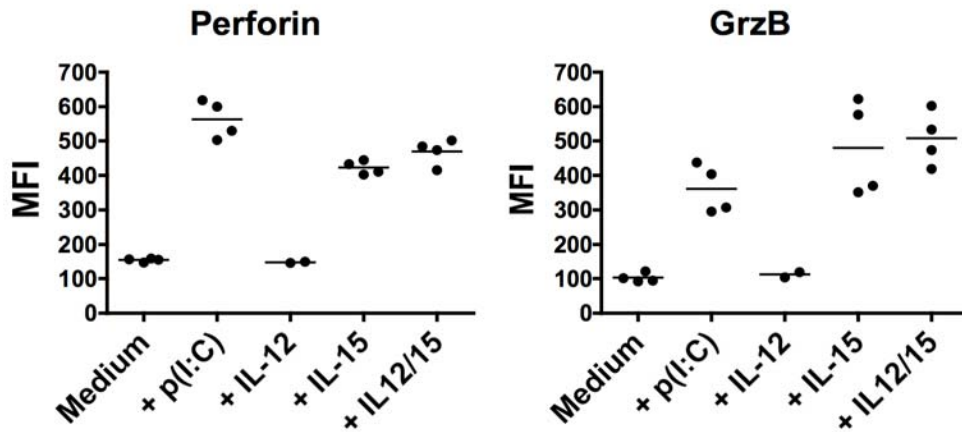 Perforin
MFI
700
600
500
400
300
200
100
0
Medium
+ p(I:C)
+ IL-12
+ IL-15
+ IL12/15
GrzB
MFI
700
600
500
400
300
200
100
0
Medium
+ p(I:C)
+ IL-12
+ IL-15
+ IL12/15